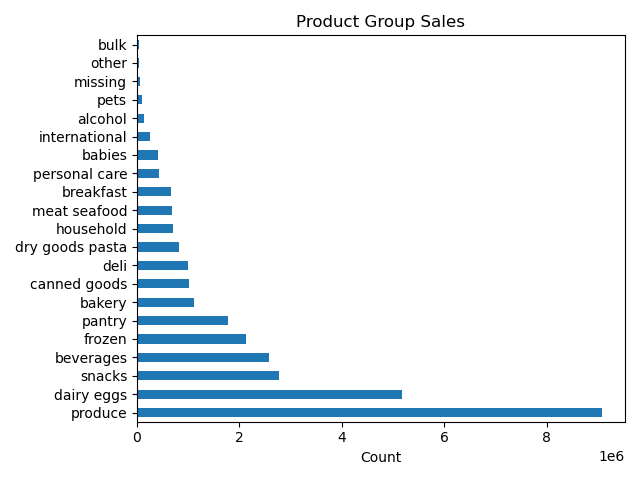 Product Group Sales
bulk
other
missing
pets
alcohol
international
babies
personal care
breakfast
meat seafood
household
dry goods pasta
deli
canned goods
bakery
pantry
frozen
beverages
snacks
dairy eggs
produce
0 2 4 6 8
Count 1e6